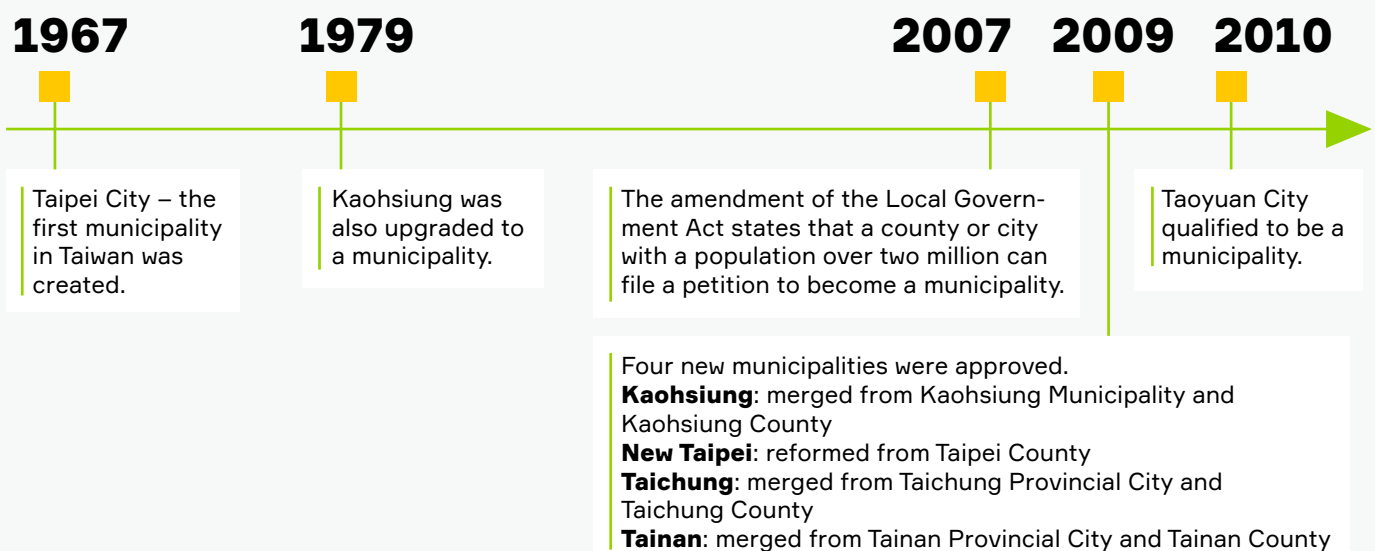 1967
1979
2007
2009
2010
Taipei City – the
first municipality
in Taiwan was
created.
Kaohsiung was
also upgraded to
a municipality.
The amendment of the Local Govern-
ment Act states that a county or city
with a population over two million can
file a petition to become a municipality.
Taoyuan City
qualified to be a
municipality.
Four new municipalities were approved.
Kaohsiung: merged from Kaohsiung Municipality and
Kaohsiung County
New Taipei: reformed from Taipei County
Taichung: merged from Taichung Provincial City and
Taichung County
Tainan: merged from Tainan Provincial City and Tainan County